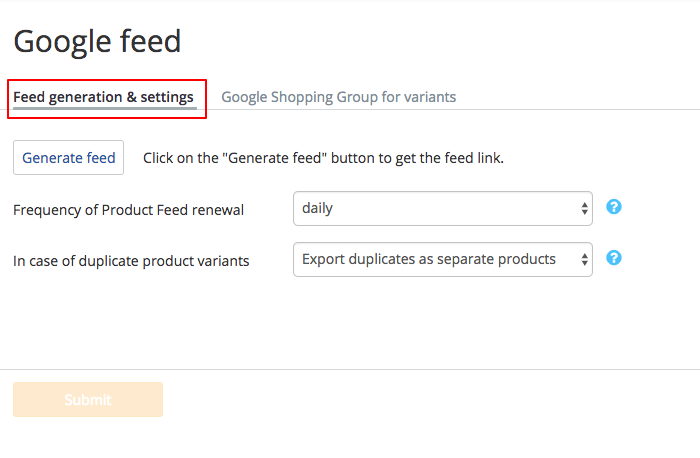 Google feed
Feed generation & settings Google Shopping Group for variants
Generate feed Click on the "Generate feed" button to get the feed link.
Frequency of Product Feed renewal daily ?
In case of duplicate product variants Export duplicates as separate products ?
Submit